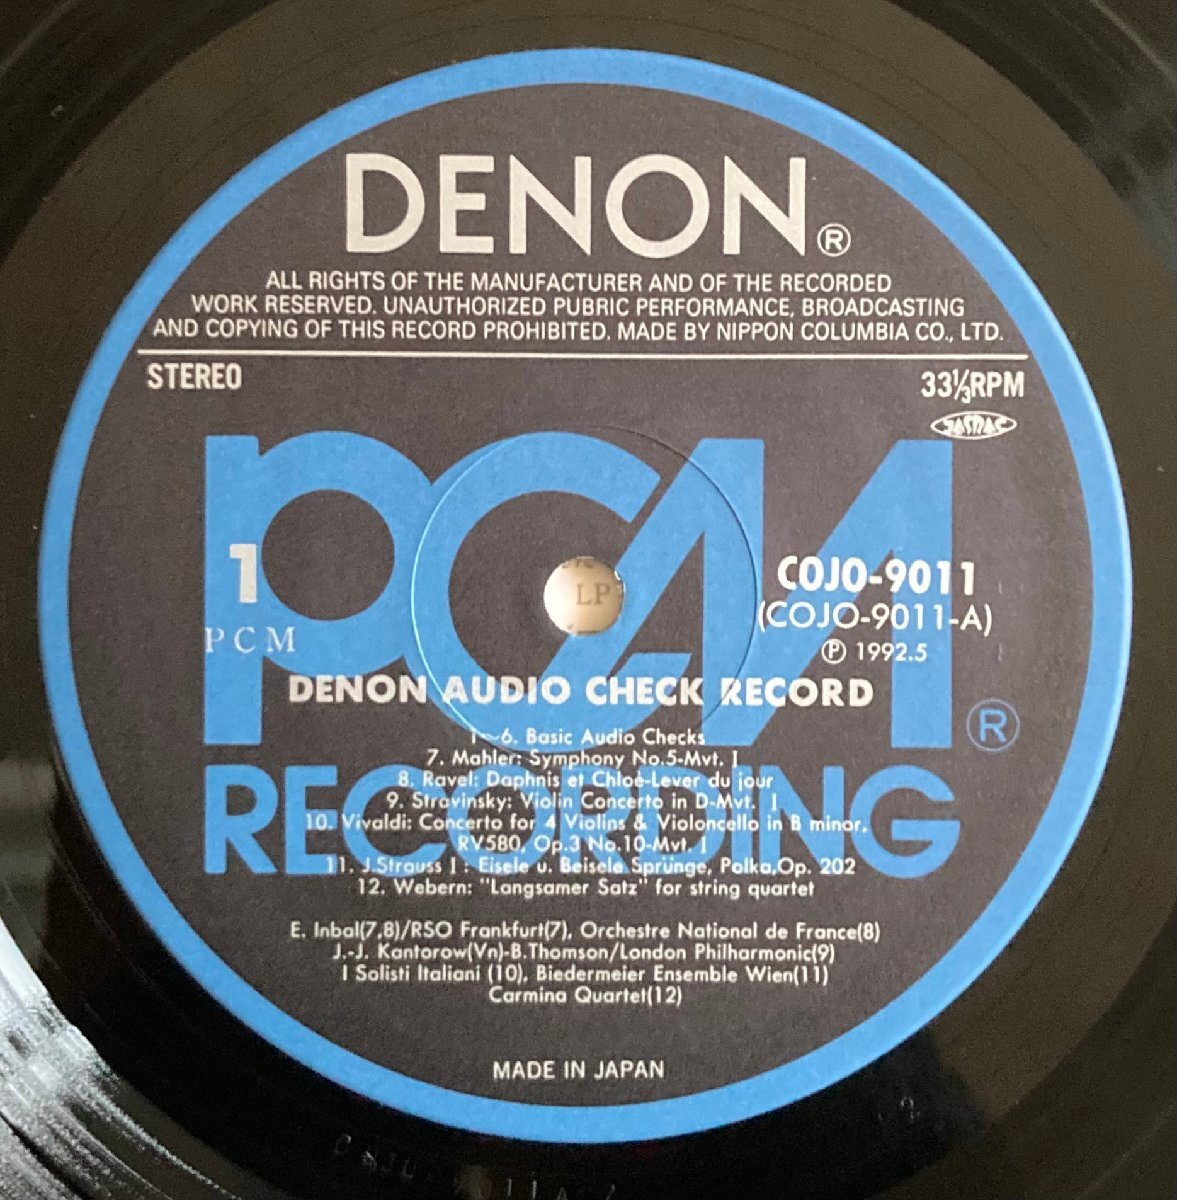 DENON®
ALL RIGHTS OF THE MANUFACTURER AND OF THE RECORDED
WORK RESERVED. UNAUTHORIZED PUBRIC PERFORMANCE, BROADCASTING
AND COPYING OF THIS RECORD PROHIBITED. MADE BY NIPPON COLUMBIA CO., LTD.
STEREO
33⅓RPM
JASRAC
PCM
RECORDING®
1
PCM
LP
COJO-9011
(COJO-9011-A)
℗ 1992.5
DENON AUDIO CHECK RECORD
1~6. Basic Audio Checks
7. Mahler: Symphony No.5-Mvt. I
8. Ravel: Daphnis et Chloé-Lever du jour
9. Stravinsky: Violin Concerto in D-Mvt. I
10. Vivaldi: Concerto for 4 Violins & Violoncello in B minor,
RV580, Op.3 No.10-Mvt. I
11. J.Strauss I : Eisele u. Beisele Sprünge, Polka,Op. 202
12. Webern: "Langsamer Satz" for string quartet
E. Inbal(7,8)/RSO Frankfurt(7), Orchestre National de France(8)
J.-J. Kantorow(Vn)-B.Thomson/London Philharmonic(9)
I Solisti Italiani (10), Biedermeier Ensemble Wien(11)
Carmina Quartet(12)
MADE IN JAPAN